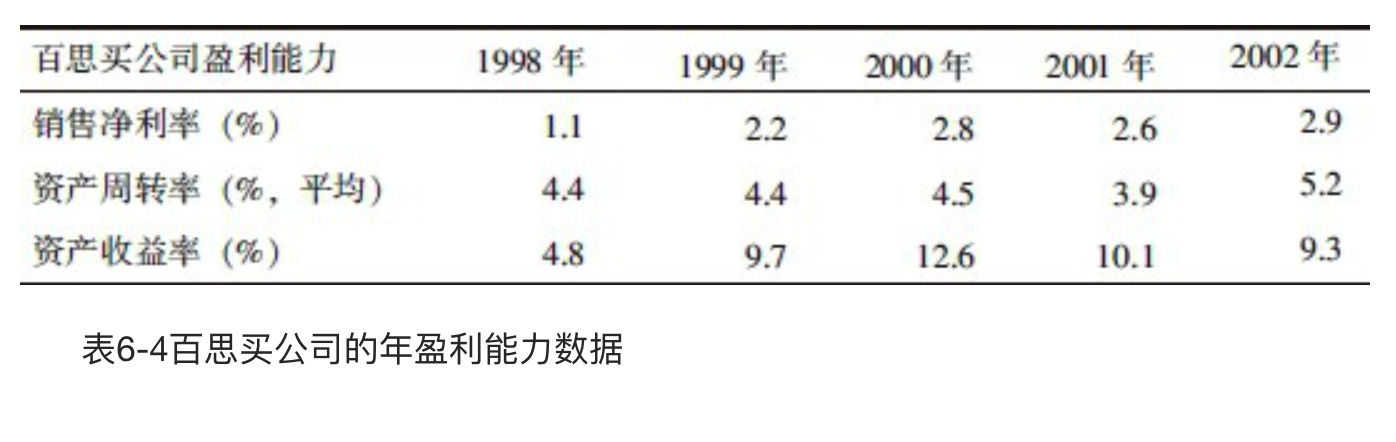 百思买公司盈利能力 1998 年 1999 年 2000 年 2001 年 2002 年
销售净利率（%） 1.1 2.2 2.8 2.6 2.9
资产周转率（%，平均） 4.4 4.4 4.5 3.9 5.2
资产收益率（%） 4.8 9.7 12.6 10.1 9.3
表6-4百思买公司的年盈利能力数据